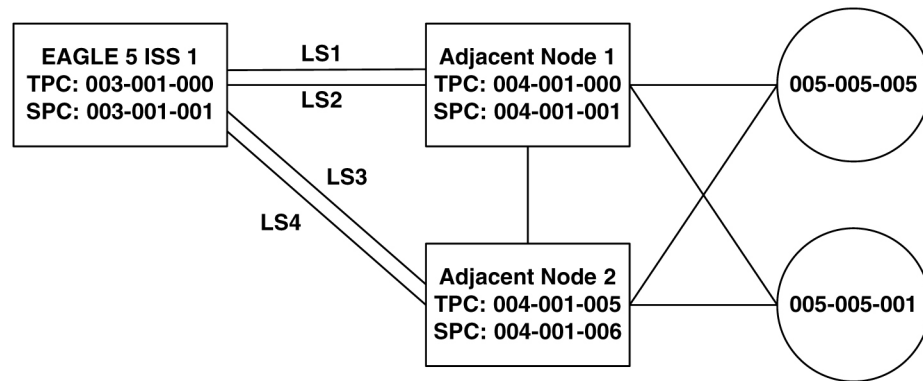 EAGLE 5 ISS 1
TPC: 003-001-000
SPC: 003-001-001
LS1
LS2
Adjacent Node 1
TPC: 004-001-000
SPC: 004-001-001
005-005-005
LS3
LS4
Adjacent Node 2
TPC: 004-001-005
SPC: 004-001-006
005-005-001